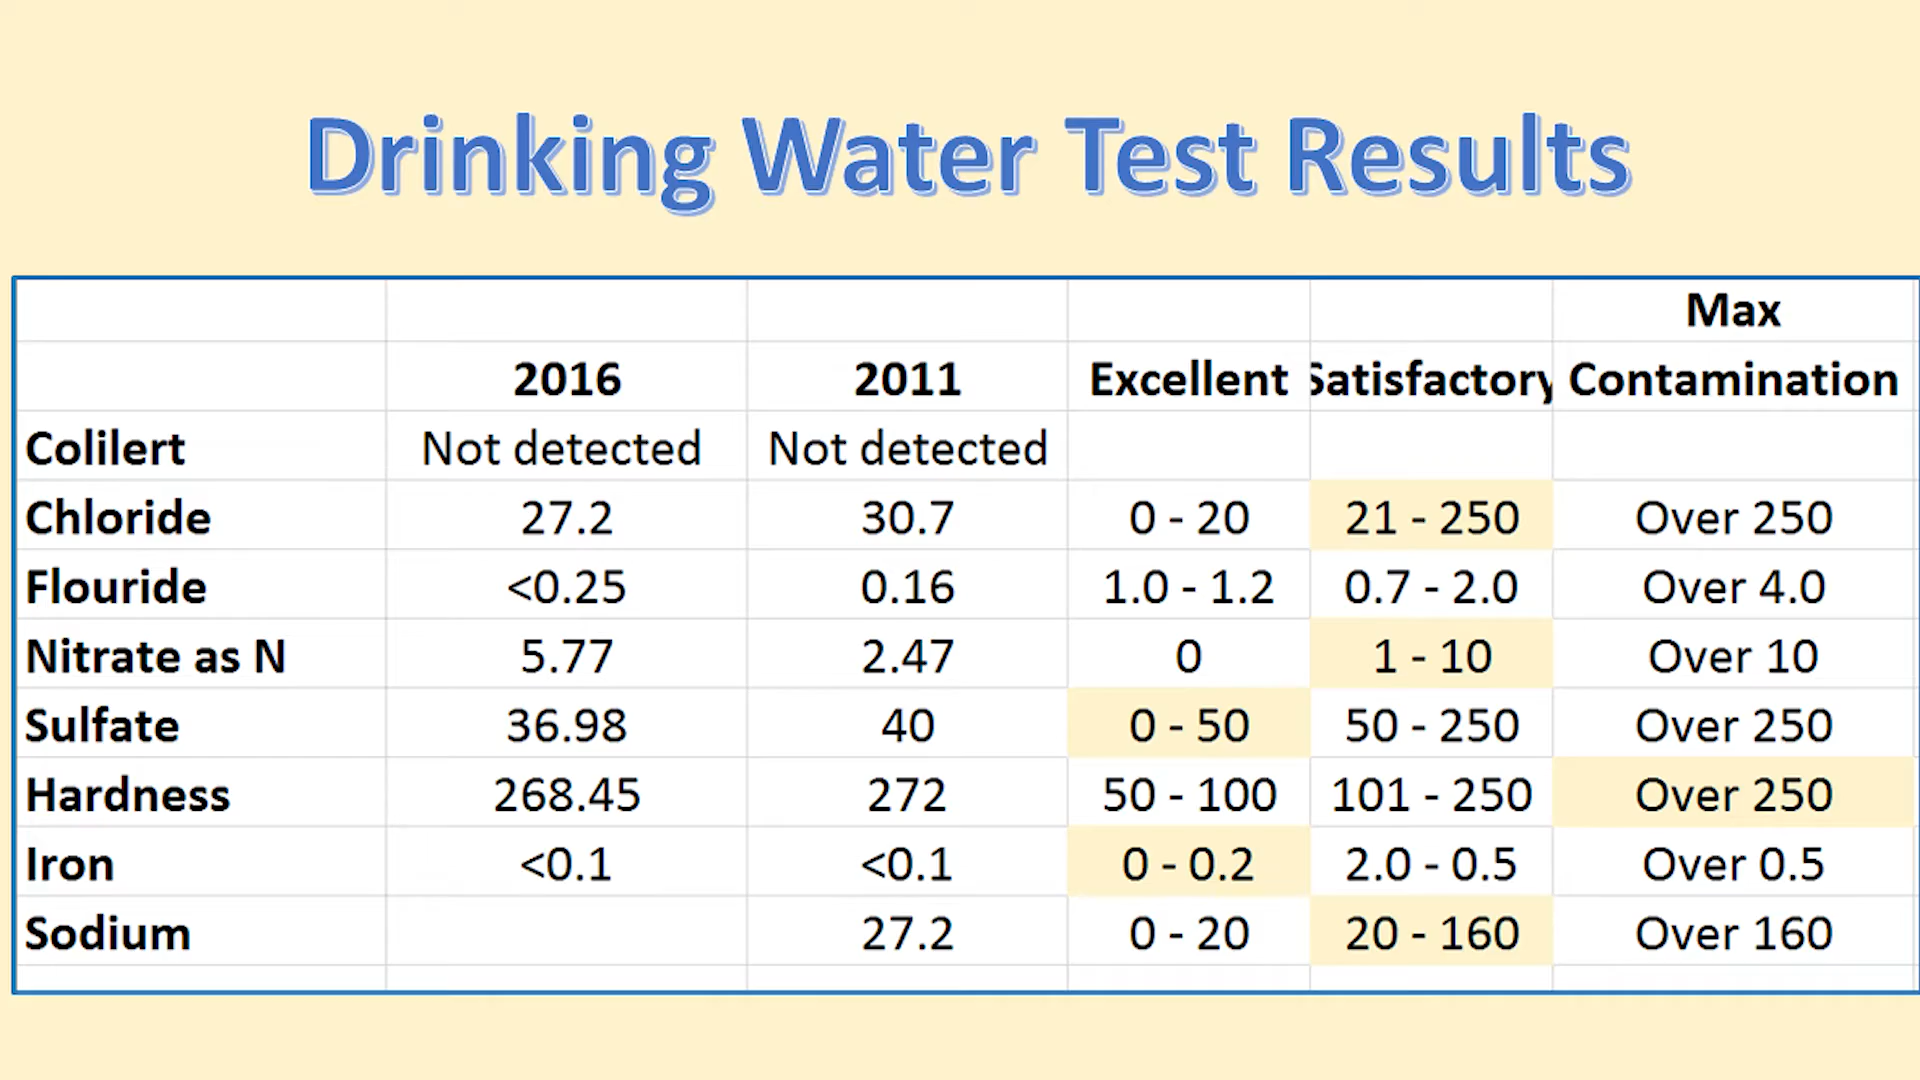 Drinking Water Test Results
Max
2016 2011 Excellent Satisfactory Contamination
Colilert Not detected Not detected
Chloride 27.2 30.7 0 - 20 21 - 250 Over 250
Flouride <0.25 0.16 1.0 - 1.2 0.7 - 2.0 Over 4.0
Nitrate as N 5.77 2.47 0 1 - 10 Over 10
Sulfate 36.98 40 0 - 50 50 - 250 Over 250
Hardness 268.45 272 50 - 100 101 - 250 Over 250
Iron <0.1 <0.1 0 - 0.2 2.0 - 0.5 Over 0.5
Sodium 27.2 0 - 20 20 - 160 Over 160